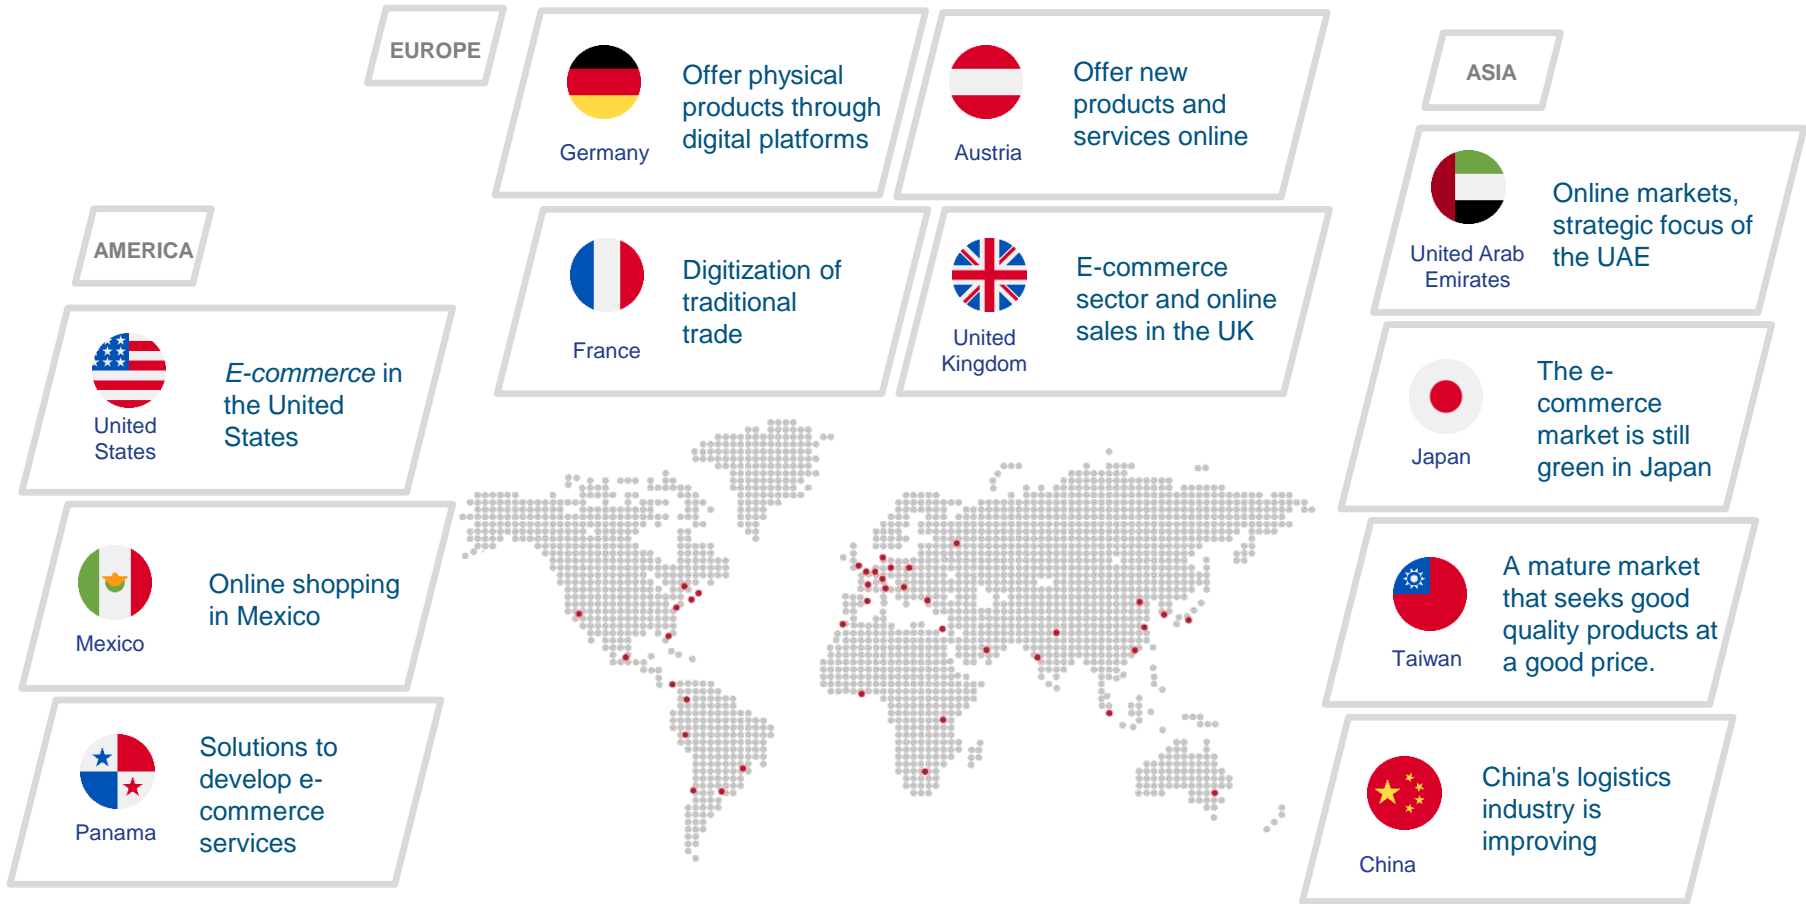 EUROPE
Germany
Offer physical
products through
digital platforms
Austria
Offer new
products and
services online
France
Digitization of
traditional
trade
United
Kingdom
E-commerce
sector and online
sales in the UK
AMERICA
United
States
E-commerce in
the United
States
Mexico
Online shopping
in Mexico
Panama
Solutions to
develop e-
commerce
services
ASIA
United Arab
Emirates
Online markets,
strategic focus of
the UAE
Japan
The e-
commerce
market is still
green in Japan
Taiwan
A mature market
that seeks good
quality products at
a good price.
China
China's logistics
industry is
improving